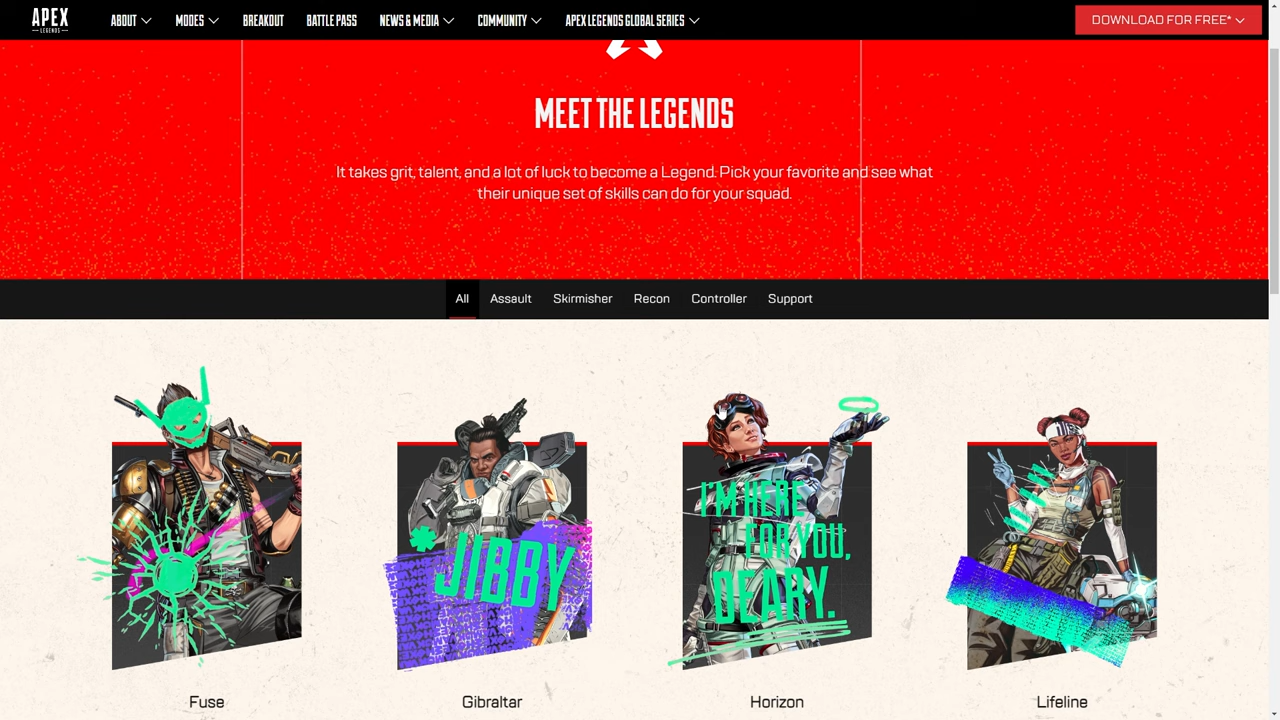 APEX
LEGENDS
ABOUT
MODES
BREAKOUT
BATTLE PASS
NEWS & MEDIA
COMMUNITY
APEX LEGENDS GLOBAL SERIES
DOWNLOAD FOR FREE*
MEET THE LEGENDS
It takes grit, talent, and a lot of luck to become a Legend. Pick your favorite and see what
their unique set of skills can do for your squad.
All
Assault
Skirmisher
Recon
Controller
Support
JIBBY
I'M HERE
FOR YOU,
DEARY.
Fuse
Gibraltar
Horizon
Lifeline